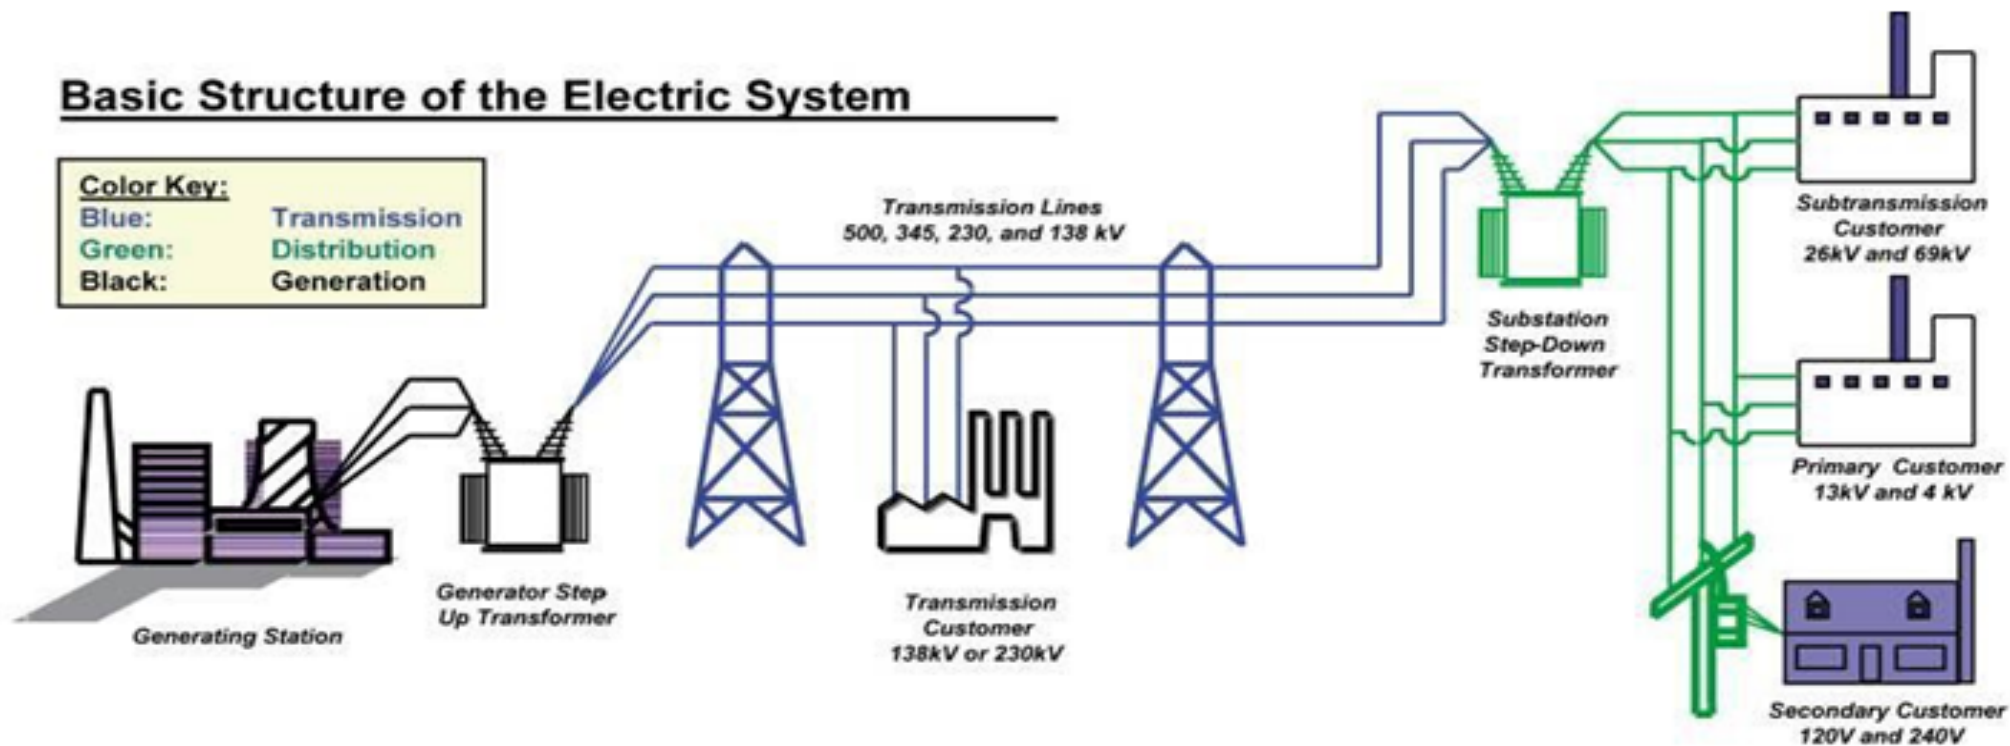 Basic Structure of the Electric System
Color Key:
Blue: Transmission
Green: Distribution
Black: Generation
Generating Station
Generator Step
Up Transformer
Transmission Lines
500, 345, 230, and 138 kV
Transmission
Customer
138kV or 230kV
Substation
Step-Down
Transformer
Subtransmission
Customer
26kV and 69kV
Primary Customer
13kV and 4 kV
Secondary Customer
120V and 240V